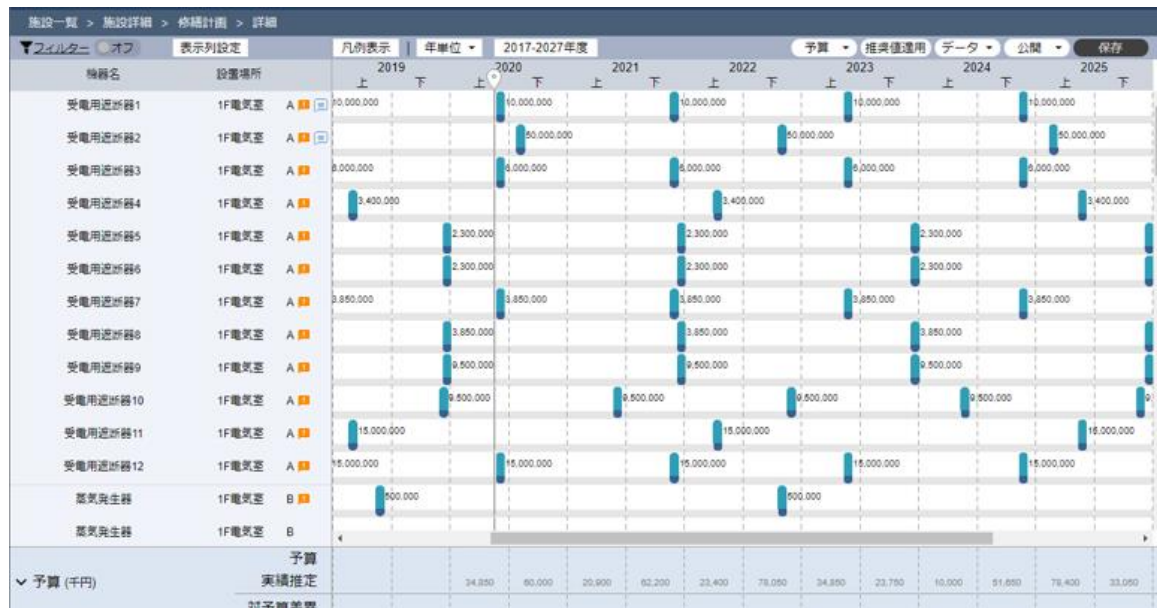 施設一覧 > 施設詳細 > 修繕計画 > 詳細
フィルター オフ 表示列設定 凡例表示 | 年単位 2017-2027年度 予算 推奨値適用 データ 公開 保存
機器名 設置場所 2019 2020 2021 2022 2023 2024 2025
上 下 上 下 上 下 上 下 上 下 上 下 上 下
受電用遮断器1 1F電気室 A 10,000,000 10,000,000 10,000,000 10,000,000 10,000,000
受電用遮断器2 1F電気室 A 50,000,000 50,000,000 50,000,000
受電用遮断器3 1F電気室 A 6,000,000 6,000,000 6,000,000 6,000,000 6,000,000
受電用遮断器4 1F電気室 A 3,400,000 3,400,000 3,400,000
受電用遮断器5 1F電気室 A 2,300,000 2,300,000 2,300,000
受電用遮断器6 1F電気室 A 2,300,000 2,300,000 2,300,000
受電用遮断器7 1F電気室 A 3,850,000 3,850,000 3,850,000 3,850,000 3,850,000
受電用遮断器8 1F電気室 A 3,850,000 3,850,000 3,850,000
受電用遮断器9 1F電気室 A 9,500,000 9,500,000 9,500,000
受電用遮断器10 1F電気室 A 9,500,000 9,500,000 9,500,000 9,500,000 9.
受電用遮断器11 1F電気室 A 15,000,000 15,000,000 15,000,000
受電用遮断器12 1F電気室 A 15,000,000 15,000,000 15,000,000 15,000,000 15,000,000
蒸気発生器 1F電気室 B 500,000 500,000
蒸気発生器 1F電気室 B
予算
予算 (千円) 実績推定 34,850 60,000 20,900 62,200 23,400 78,050 34,850 23,750 10,000 51,650 78,400 33,050
対予算差異